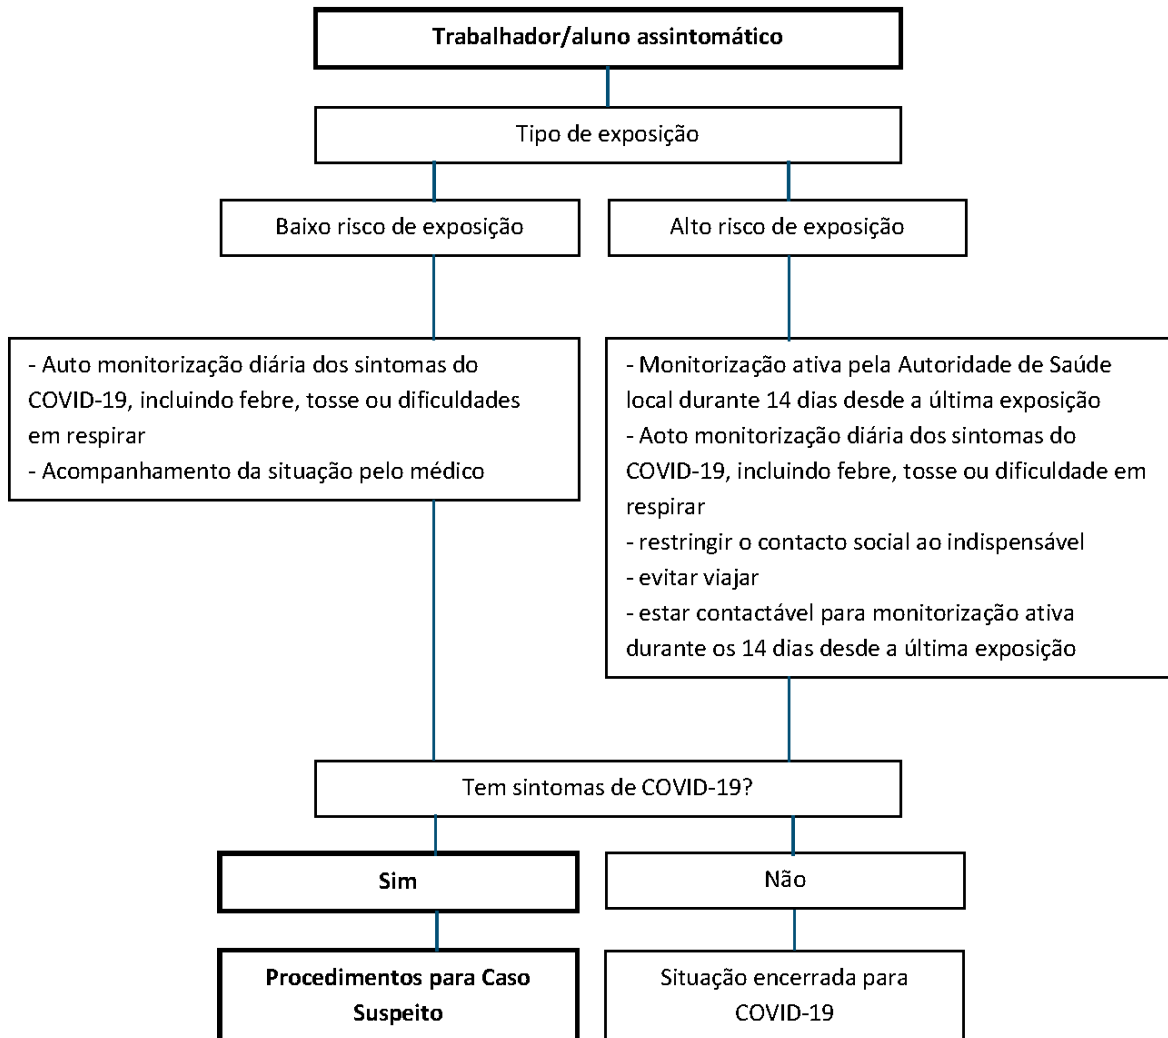 Trabalhador/aluno assintomático
Tipo de exposição
Baixo risco de exposição
Alto risco de exposição
- Auto monitorização diária dos sintomas do
COVID-19, incluindo febre, tosse ou dificuldades
em respirar
- Acompanhamento da situação pelo médico
- Monitorização ativa pela Autoridade de Saúde
local durante 14 dias desde a última exposição
- Aoto monitorização diária dos sintomas do
COVID-19, incluindo febre, tosse ou dificuldade em
respirar
- restringir o contacto social ao indispensável
- evitar viajar
- estar contactável para monitorização ativa
durante os 14 dias desde a última exposição
Tem sintomas de COVID-19?
Sim
Não
Procedimentos para Caso
Suspeito
Situação encerrada para
COVID-19